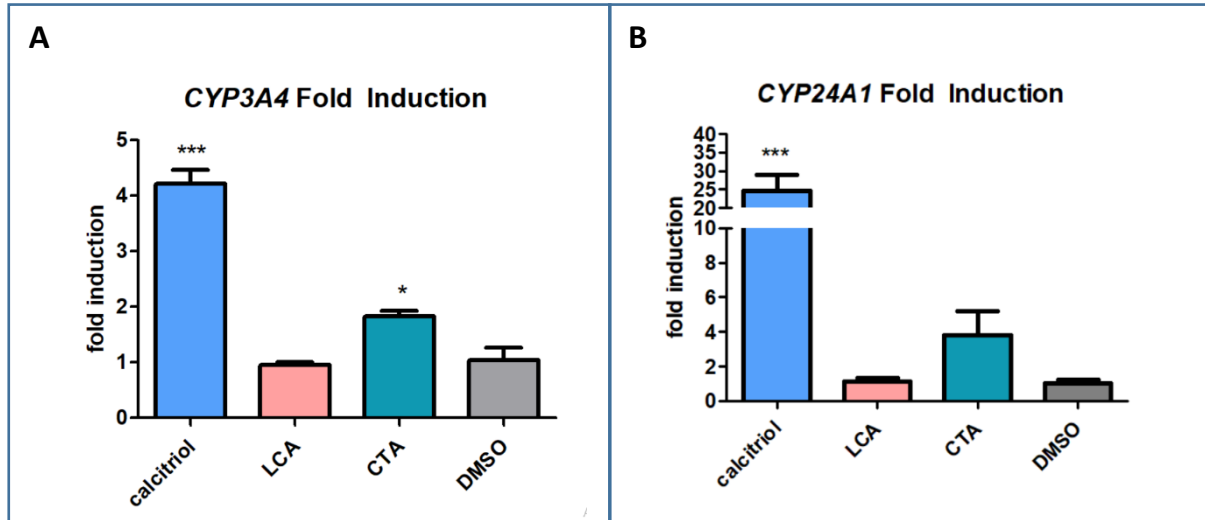 A
CYP3A4 Fold Induction
fold induction
5
4
3
2
1
0
***
*
calcitriol
LCA
CTA
DMSO
B
CYP24A1 Fold Induction
fold induction
40
35
30
25
20
10
8
6
4
2
0
***
calcitriol
LCA
CTA
DMSO